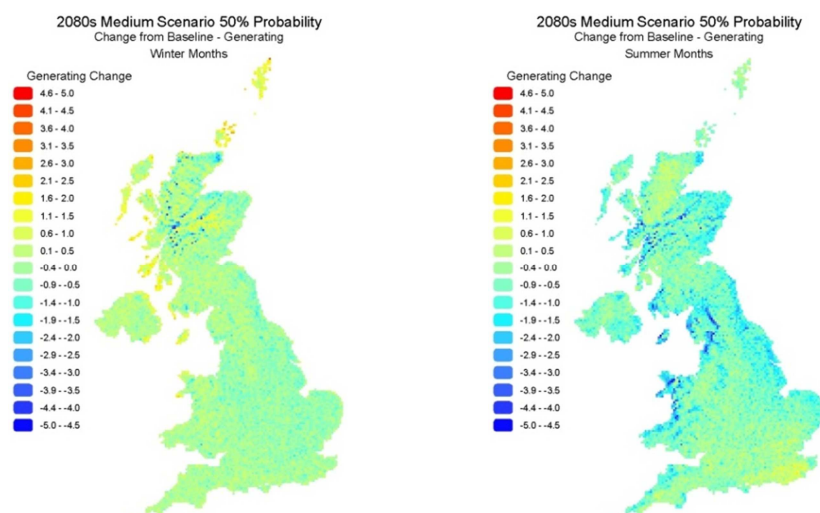 2080s Medium Scenario 50% Probability
Change from Baseline - Generating
Winter Months
Generating Change
4.6 - 5.0
4.1 - 4.5
3.6 - 4.0
3.1 - 3.5
2.6 - 3.0
2.1 - 2.5
1.6 - 2.0
1.1 - 1.5
0.6 - 1.0
0.1 - 0.5
-0.4 - 0.0
-0.9 - -0.5
-1.4 - -1.0
-1.9 - -1.5
-2.4 - -2.0
-2.9 - -2.5
-3.4 - -3.0
-3.9 - -3.5
-4.4 - -4.0
-5.0 - -4.5
2080s Medium Scenario 50% Probability
Change from Baseline - Generating
Summer Months
Generating Change
4.6 - 5.0
4.1 - 4.5
3.6 - 4.0
3.1 - 3.5
2.6 - 3.0
2.1 - 2.5
1.6 - 2.0
1.1 - 1.5
0.6 - 1.0
0.1 - 0.5
-0.4 - 0.0
-0.9 - -0.5
-1.4 - -1.0
-1.9 - -1.5
-2.4 - -2.0
-2.9 - -2.5
-3.4 - -3.0
-3.9 - -3.5
-4.4 - -4.0
-5.0 - -4.5